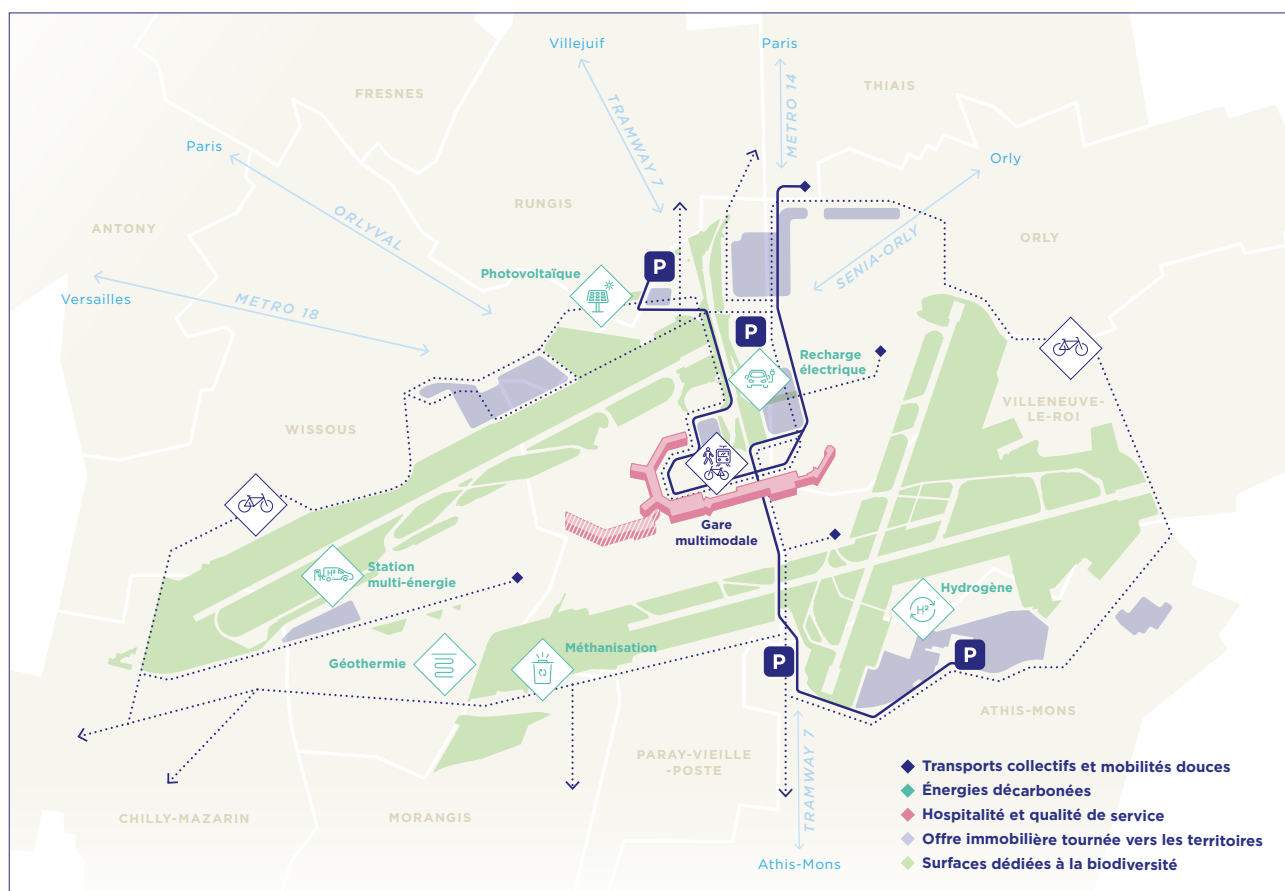 Villejuif
Paris
FRESNES
THIAIS
TRAMWAY 7
METRO 14
Paris
Orly
RUNGIS
ANTONY
ORLYVAL
ORLY
SENIA-ORLY
P
Photovoltaïque
Versailles
METRO 18
P
Recharge
électrique
VILLENEUVE-
LE-ROI
WISSOUS
Gare
multimodale
H2
Station
multi-énergie
Hydrogène
H²
Méthanisation
Géothermie
P
P
ATHIS-MONS
PARAY-VIEILLE
-POSTE
TRAMWAY 7
CHILLY-MAZARIN
MORANGIS
Athis-Mons
Transports collectifs et mobilités douces
Énergies décarbonées
Hospitalité et qualité de service
Offre immobilière tournée vers les territoires
Surfaces dédiées à la biodiversité